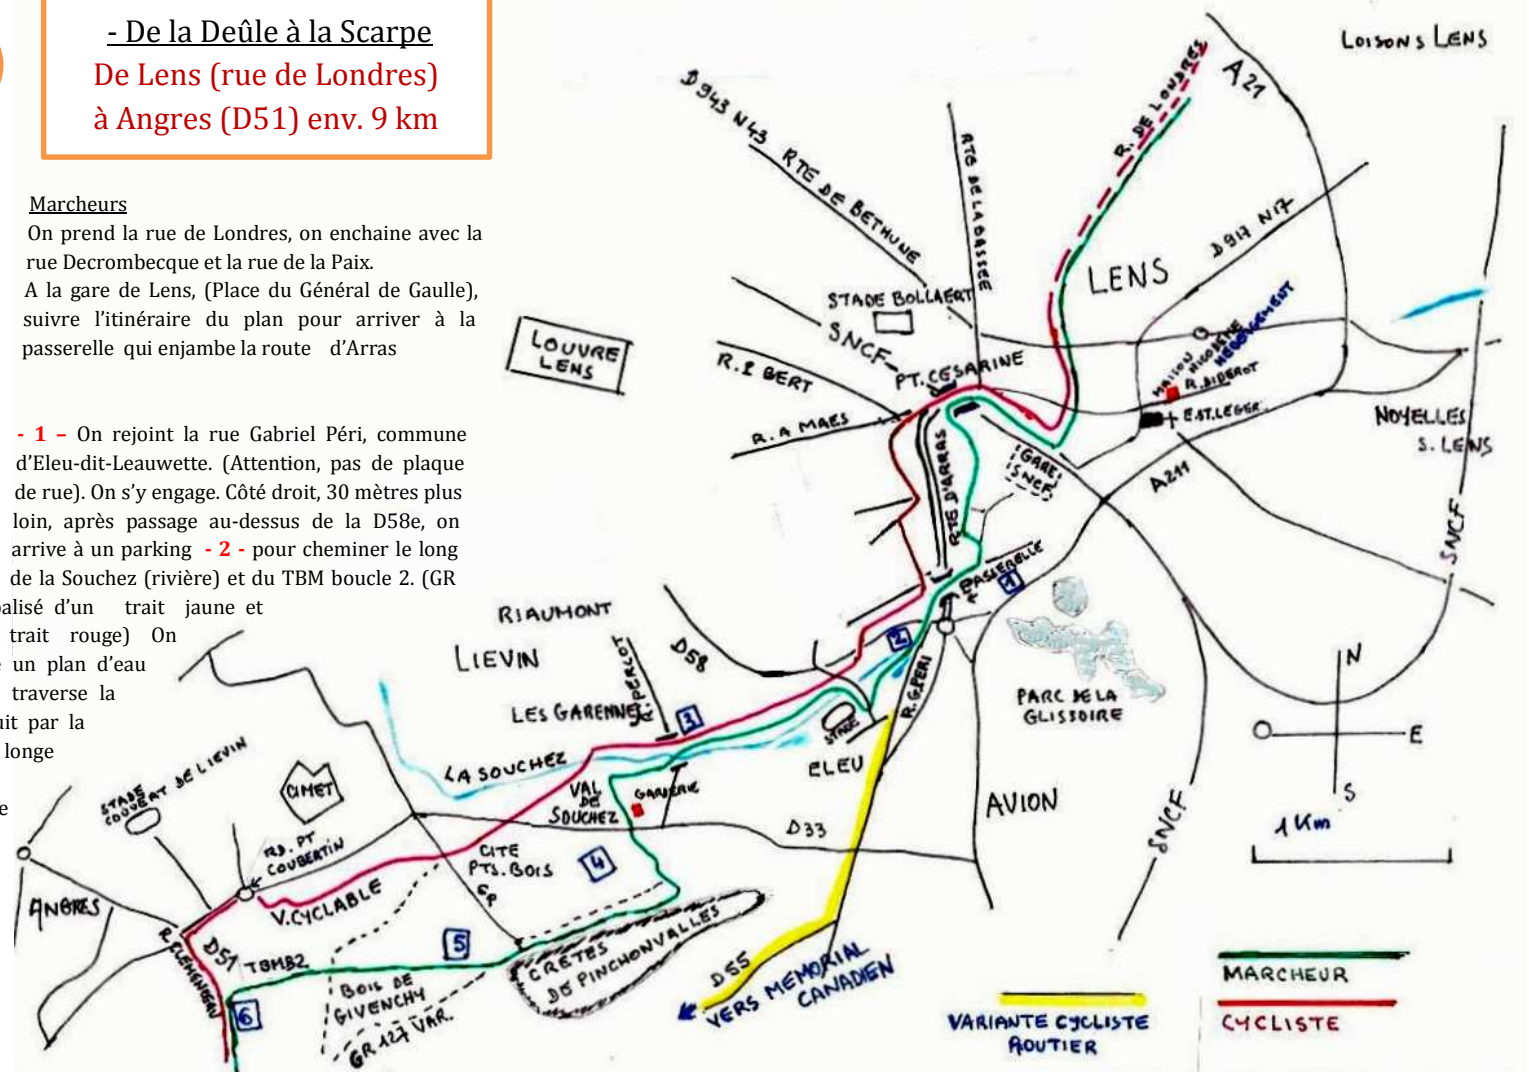 - De la Deûle à la Scarpe
De Lens (rue de Londres)
à Angres (D51) env. 9 km
Marcheurs
On prend la rue de Londres, on enchaine avec la
rue Decrombecque et la rue de la Paix.
A la gare de Lens, (Place du Général de Gaulle),
suivre l'itinéraire du plan pour arriver à la
passerelle qui enjambe la route d'Arras
- 1 – On rejoint la rue Gabriel Péri, commune
d'Eleu-dit-Leauwette. (Attention, pas de plaque
de rue). On s'y engage. Côté droit, 30 mètres plus
loin, après passage au-dessus de la D58e, on
arrive à un parking - 2 - pour cheminer le long
de la Souchez (rivière) et du TBM boucle 2. (GR
alisé d'un trait jaune et
trait rouge) On
un plan d'eau
traverse la
uit par la
longe
e
LOISONS LENS
A21
R. DE LONDRES
D943 N43 RTE DE BETHUNE
RTE DE LA BASSEE
D917 N17
LENS
STADE BOLLAERT
SNCF
LOUVRE
LENS
R. P BERT
PT. CESARINE
MAISON NICODEME
HEBERGEMENT
R. DIDEROT
E. ST. LEGER
R. A MAES
NOYELLES
S. LENS
RTE D'ARRAS
GARE
SNCF
A211
SNCF
PASSERELLE
1
RIAUMONT
LIEVIN
D58
2
R. G. PERI
PARC DE LA
GLISSOIRE
N
E
S
LES GARENNES
R. PERLOT
3
STADE
ELEU
LA SOUCHEZ
VAL
DE
SOUCHEZ
GARDERIE
AVION
SNCF
1 Km
STADE
COUVERT DE LIEVIN
CIMET
RD. PT
COUBERTIN
D33
CITE
PTS. BOIS
4
GR
ANGRES
V. CYCLABLE
R. CLEMENCEAU
D51
TBMB2
5
CRETES
DE PINCHONVALLES
D55
VERS MEMORIAL
CANADIEN
BOIS DE
GIVENCHY
GR 127 VAR.
6
VARIANTE CYCLISTE
ROUTIER
MARCHEUR
CYCLISTE